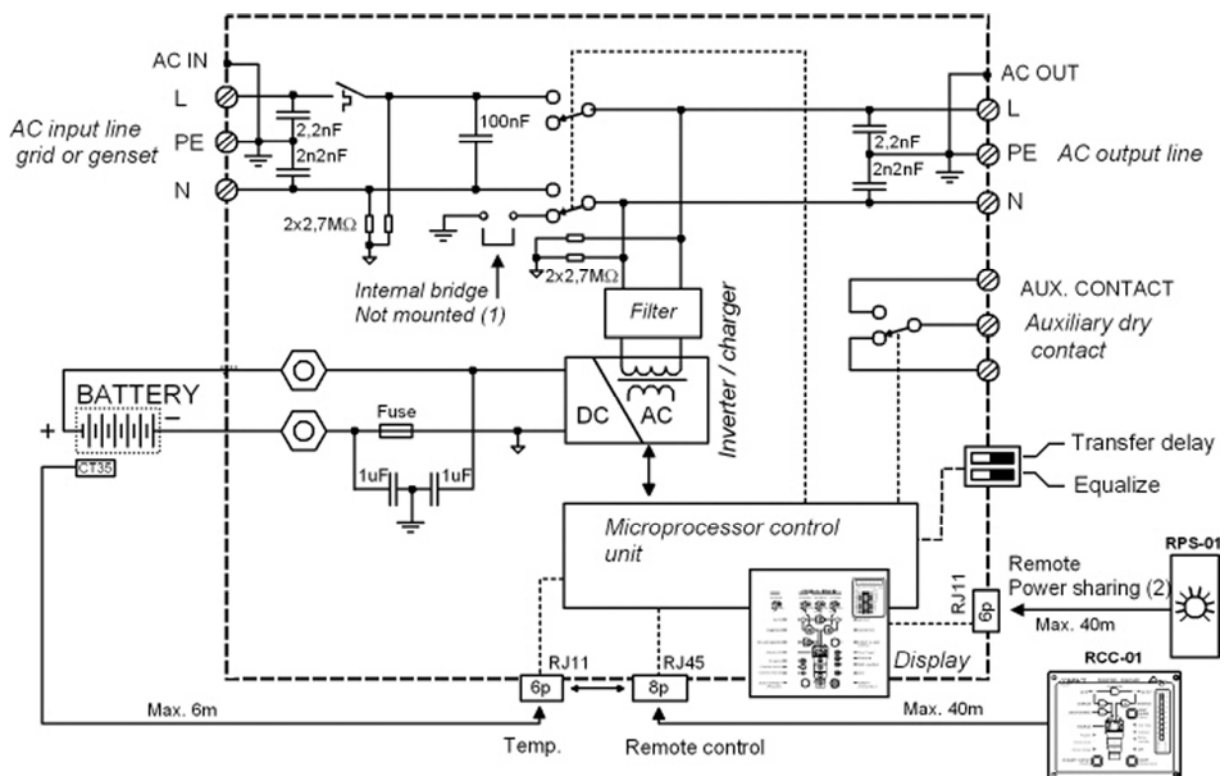 AC IN
AC OUT
L
L
100nF
2,2nF
2,2nF
AC input line
grid or genset
PE
PE
AC output line
2n2nF
2n2nF
N
N
2x2,7MΩ
2x2,7MΩ
Internal bridge
Not mounted (1)
Filter
AUX. CONTACT
Auxiliary dry
contact
Inverter / charger
BATTERY
+
−
Fuse
DC
AC
CT35
1uF
1uF
Transfer delay
Equalize
Microprocessor control
unit
RPS-01
Remote
Power sharing (2)
RJ11
6p
Max. 40m
Display
RCC-01
RJ11
RJ45
6p
8p
Max. 6m
Max. 40m
Temp.
Remote control